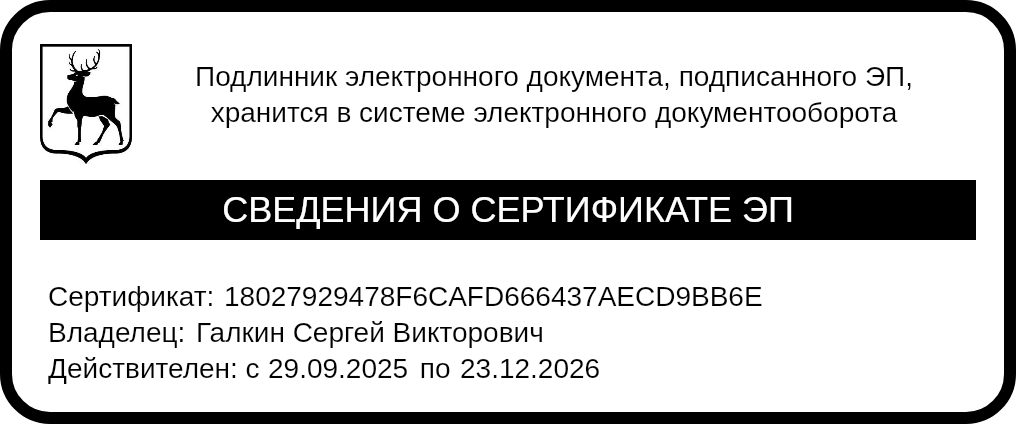 Подлинник электронного документа, подписанного ЭП,
хранится в системе электронного документооборота
СВЕДЕНИЯ О СЕРТИФИКАТЕ ЭП
Сертификат: 18027929478F6CAFD666437AECD9BB6E
Владелец: Галкин Сергей Викторович
Действителен: с 29.09.2025 по 23.12.2026